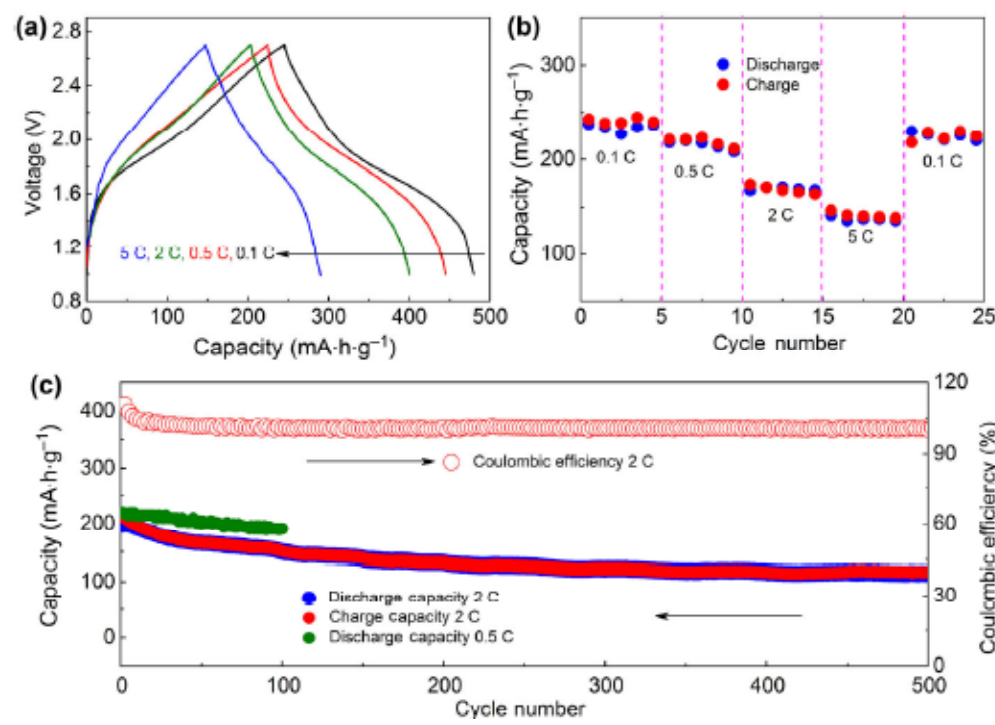 (a)
2.8
2.4
2.0
1.6
1.2
0.8
Voltage (V)
5 C, 2 C, 0.5 C, 0.1 C
0 100 200 300 400 500
Capacity (mA·h·g⁻¹)
(b)
300
200
100
Capacity (mA·h·g⁻¹)
Discharge
Charge
0.1 C
0.5 C
2 C
5 C
0.1 C
0 5 10 15 20 25
Cycle number
(c)
400
300
200
100
0
Capacity (mA·h·g⁻¹)
Coulombic efficiency 2 C
Discharge capacity 2 C
Charge capacity 2 C
Discharge capacity 0.5 C
120
90
60
30
0
Coulombic efficiency (%)
0 100 200 300 400 500
Cycle number